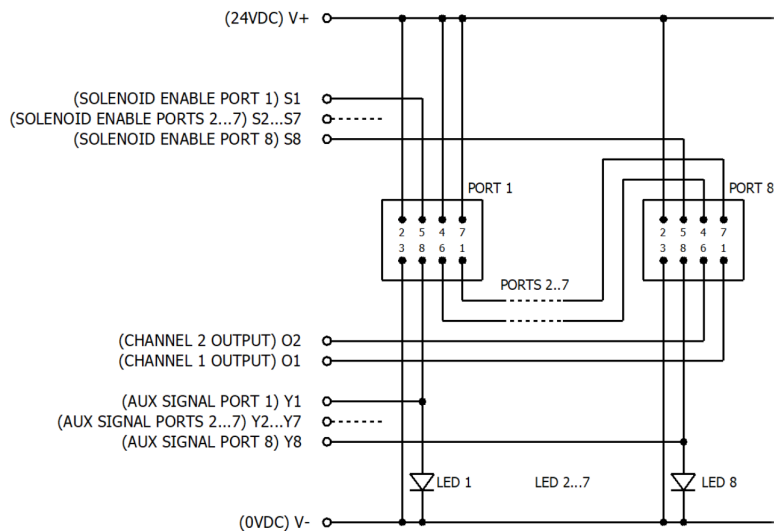 (24VDC) V+
(SOLENOID ENABLE PORT 1) S1
(SOLENOID ENABLE PORTS 2...7) S2...S7
(SOLENOID ENABLE PORT 8) S8
PORT 1
PORT 8
2 5 4 7
2 5 4 7
3 8 6 1
3 8 6 1
PORTS 2..7
(CHANNEL 2 OUTPUT) O2
(CHANNEL 1 OUTPUT) O1
(AUX SIGNAL PORT 1) Y1
(AUX SIGNAL PORTS 2...7) Y2...Y7
(AUX SIGNAL PORT 8) Y8
LED 1
LED 2...7
LED 8
(0VDC) V-